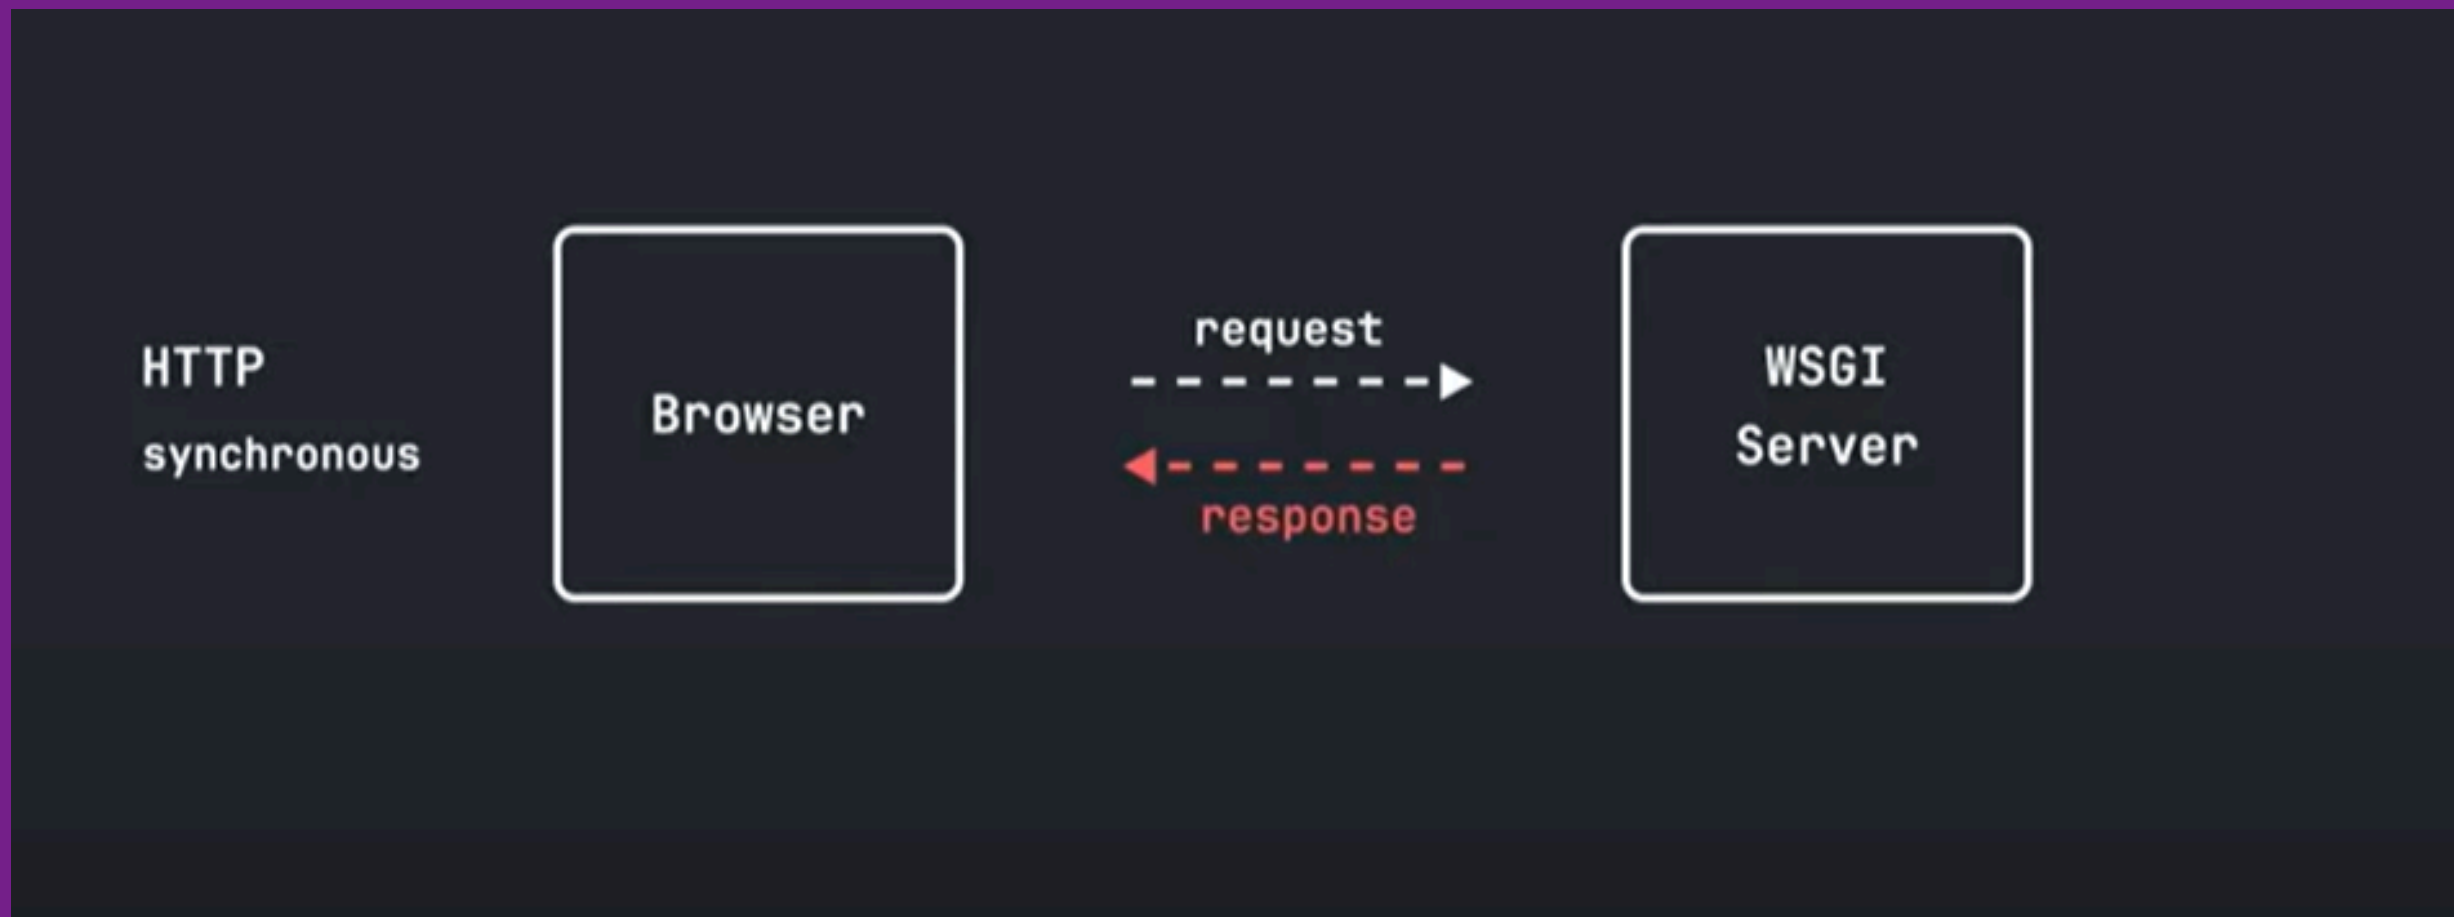 HTTP
synchronous
Browser
request
response
WSGI
Server